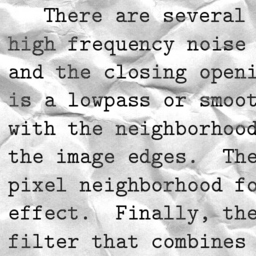 There are several
high frequency noise
and the closing openi
is a lowpass or smoot
with the neighborhood
the image edges.  The
pixel neighborhood fo
effect.  Finally, the
filter that combines